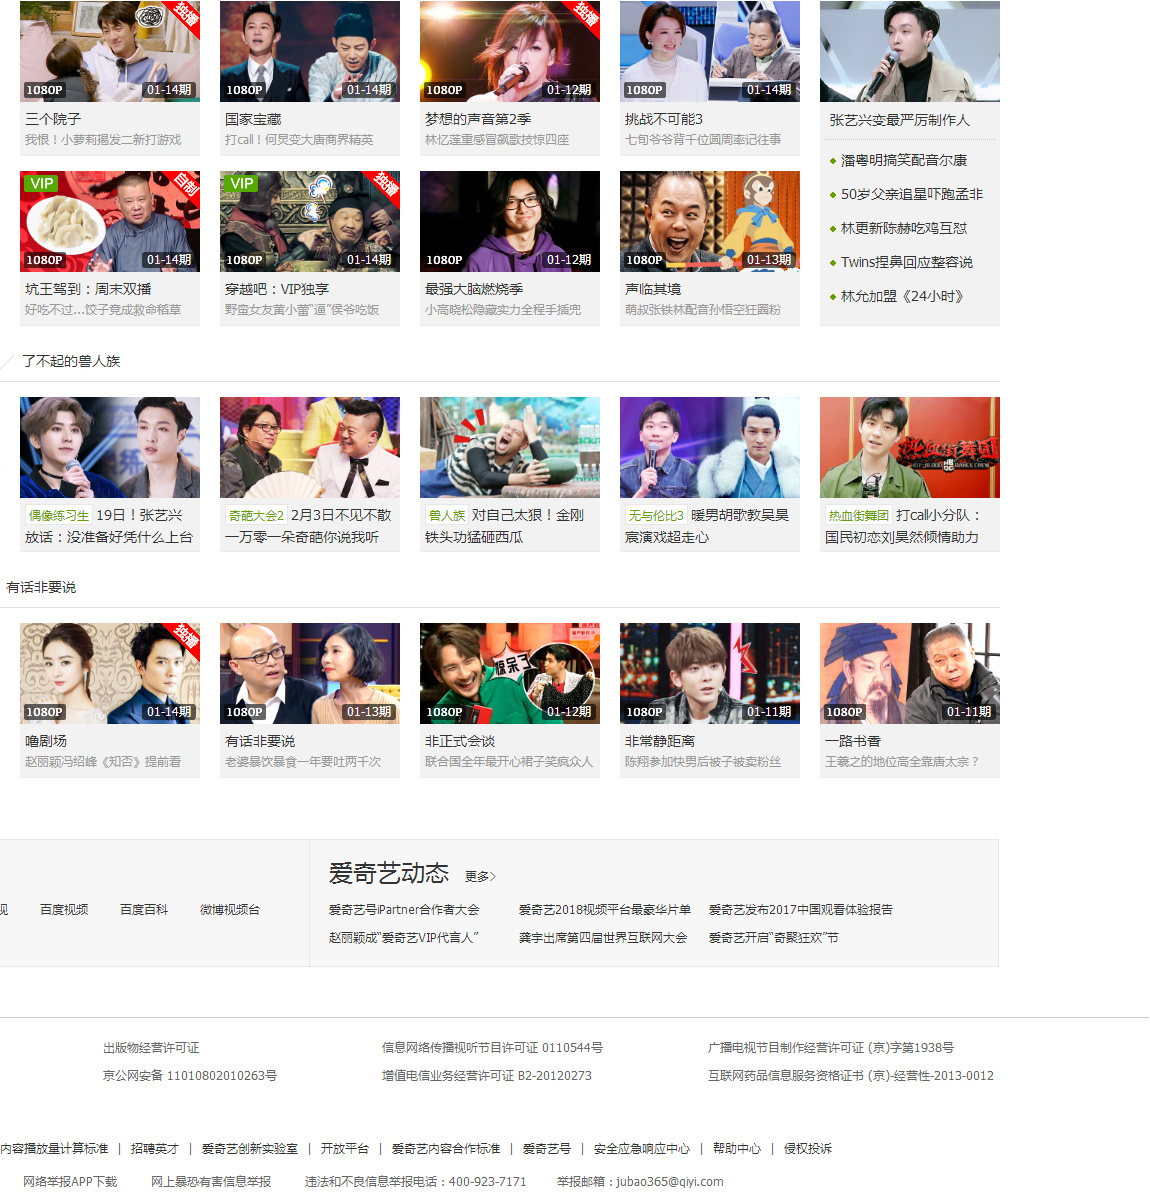 独播
1080P 01-14期
1080P 01-14期
独播
1080P 01-12期
1080P 01-14期
三个院子
我恨！小萝莉揭发二新打游戏
国家宝藏
打call！何炅变大唐商界精英
梦想的声音第2季
林忆莲重感冒飙歌技惊四座
挑战不可能3
七旬爷爷背千位圆周率记往事
张艺兴变最严厉制作人
潘粤明搞笑配音尔康
50岁父亲追星吓跑孟非
林更新陈赫吃鸡互怼
Twins捏鼻回应整容说
林允加盟《24小时》
VIP
自制
1080P 01-14期
VIP
独播
1080P 01-14期
1080P 01-12期
1080P 01-13期
坑王驾到：周末双播
好吃不过...饺子竟成救命稻草
穿越吧：VIP独享
野蛮女友黄小蕾“逼”侯爷吃饭
最强大脑燃烧季
小高晓松隐藏实力全程手插兜
声临其境
萌叔张铁林配音孙悟空狂圈粉
了不起的兽人族
热血街舞团
HOT-BLOOD DANCE CREW
偶像练习生 19日！张艺兴
放话：没准备好凭什么上台
奇葩大会2 2月3日不见不散
一万零一朵奇葩你说我听
兽人族 对自己太狠！金刚
铁头功猛砸西瓜
无与伦比3 暖男胡歌教吴昊
宸演戏超走心
热血街舞团 打call小分队：
国民初恋刘昊然倾情助力
有话非要说
独播
1080P 01-14期
1080P 01-13期
惊呆了
1080P 01-12期
1080P 01-11期
1080P 01-11期
噜剧场
赵丽颖冯绍峰《知否》提前看
有话非要说
老婆暴饮暴食一年要吐两千次
非正式会谈
联合国全年最开心裙子笑疯众人
非常静距离
陈翔参加快男后被子被卖粉丝
一路书香
王羲之的地位高全靠唐太宗？
爱奇艺动态 更多>
视 百度视频 百度百科 微博视频台
爱奇艺号iPartner合作者大会 爱奇艺2018视频平台最豪华片单 爱奇艺发布2017中国观看体验报告
赵丽颖成“爱奇艺VIP代言人” 龚宇出席第四届世界互联网大会 爱奇艺开启“奇聚狂欢”节
出版物经营许可证 信息网络传播视听节目许可证 0110544号 广播电视节目制作经营许可证 (京)字第1938号
京公网安备 11010802010263号 增值电信业务经营许可证 B2-20120273 互联网药品信息服务资格证书 (京)-经营性-2013-0012
内容播放量计算标准 | 招聘英才 | 爱奇艺创新实验室 | 开放平台 | 爱奇艺内容合作标准 | 爱奇艺号 | 安全应急响应中心 | 帮助中心 | 侵权投诉
网络举报APP下载 网上暴恐有害信息举报 违法和不良信息举报电话：400-923-7171 举报邮箱：jubao365@qiyi.com